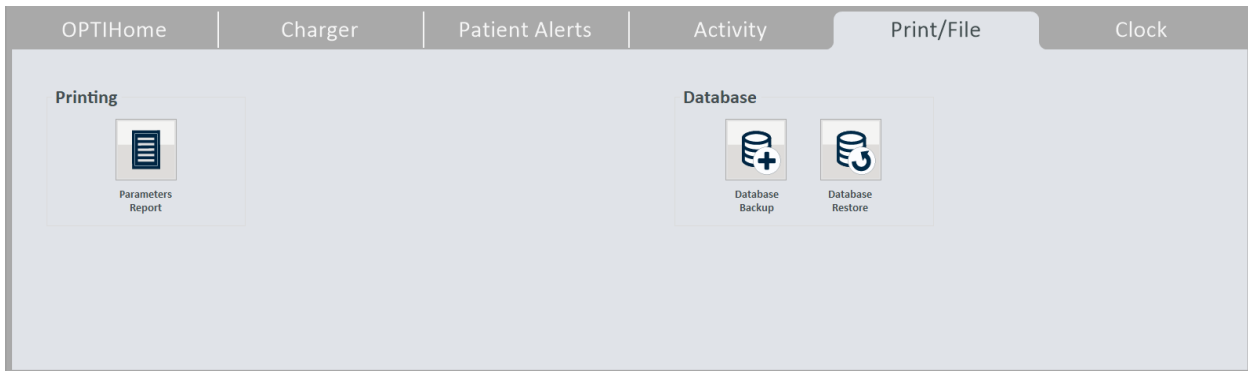 OPTIHome Charger Patient Alerts Activity Print/File Clock
Printing
Parameters
Report
Database
Database
Backup
Database
Restore